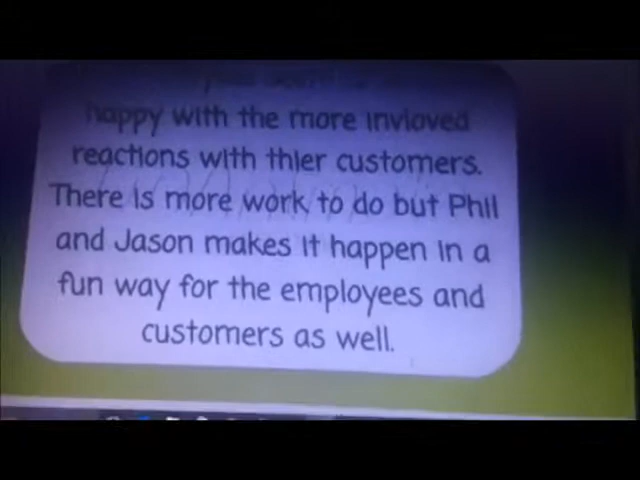 happy with the more invloved
reactions with thier customers.
There is more work to do but Phil
and Jason makes it happen in a
fun way for the employees and
customers as well.